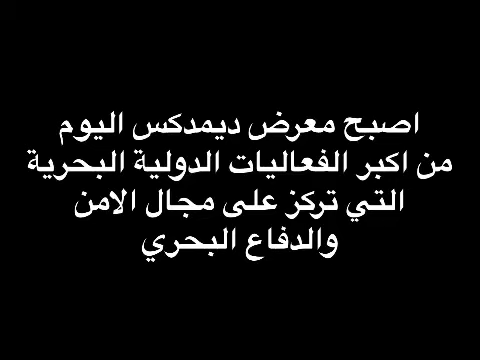 اصبح معرض ديمدكس اليوم
من اكبر الفعاليات الدولية البحرية
التي تركز على مجال الامن
والدفاع البحري